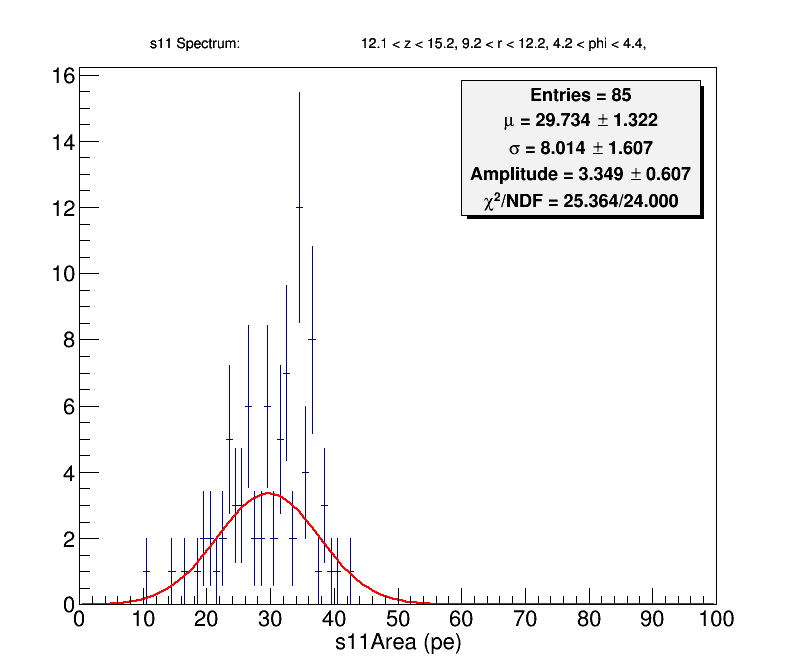 s11 Spectrum: 12.1 < z < 15.2, 9.2 < r < 12.2, 4.2 < phi < 4.4,
Entries = 85
μ = 29.734 ± 1.322
σ = 8.014 ± 1.607
Amplitude = 3.349 ± 0.607
χ²/NDF = 25.364/24.000
16
14
12
10
8
6
4
2
0
0 10 20 30 40 50 60 70 80 90 100
s11Area (pe)